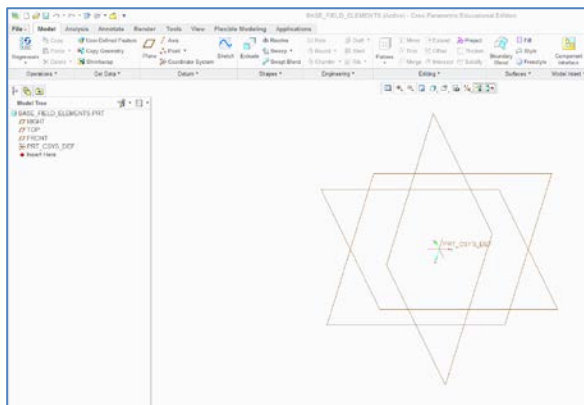 BASE_FIELD_ELEMENTS (Active) - Creo Parametric Educational Edition
File Model Analysis Annotate Render Tools View Flexible Modeling Applications
Regenerate Copy Paste Delete User-Defined Feature Copy Geometry Shrinkwrap Plane Axis Point Coordinate System Sketch Extrude Revolve Sweep Swept Blend Hole Round Chamfer Draft Shell Rib Pattern Mirror Trim Merge Extend Offset Intersect Project Thicken Solidify Boundary Blend Fill Style Freestyle Component Interface
Operations Get Data Datum Shapes Engineering Editing Surfaces Model Intent
Model Tree
BASE_FIELD_ELEMENTS.PRT
RIGHT
TOP
FRONT
PRT_CSYS_DEF
Insert Here
PRT_CSYS_DEF